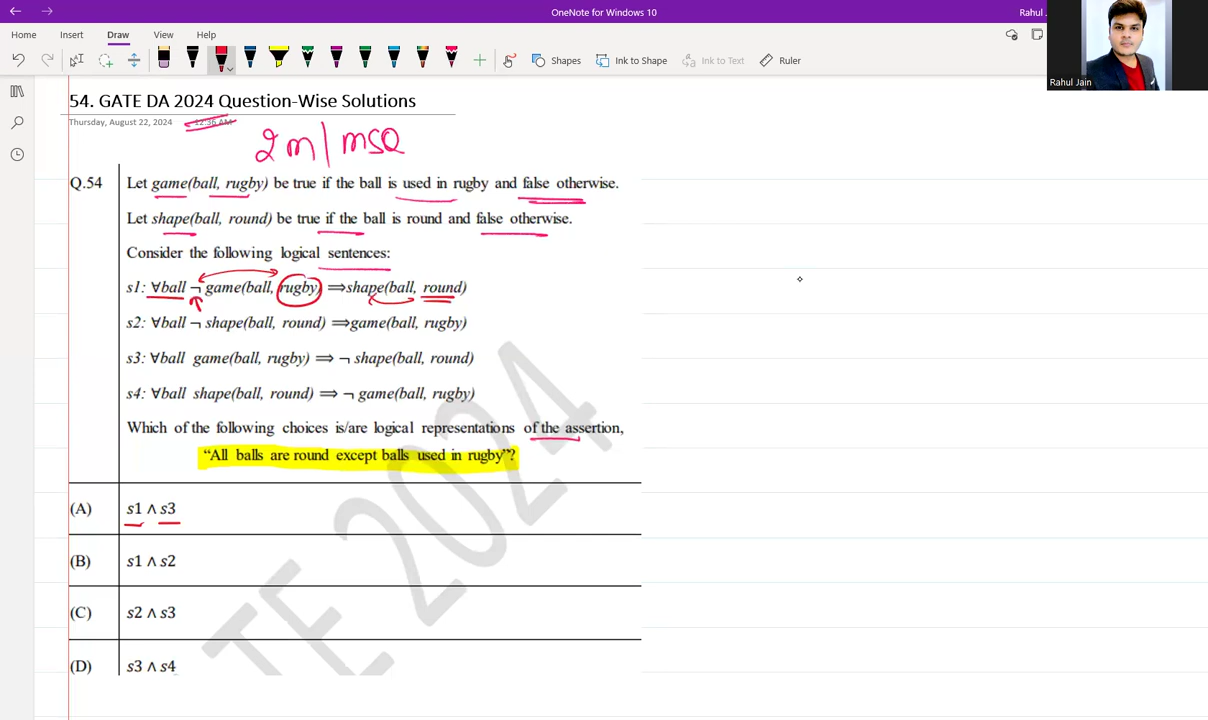 OneNote for Windows 10
Rahul J
Home Insert Draw View Help
Shapes Ink to Shape Ink to Text Ruler
Rahul Jain
54. GATE DA 2024 Question-Wise Solutions
Thursday, August 22, 2024 12:36 AM
2m | MSQ
Q.54 Let game(ball, rugby) be true if the ball is used in rugby and false otherwise.
Let shape(ball, round) be true if the ball is round and false otherwise.
Consider the following logical sentences:
s1: ∀ball ¬ game(ball, rugby) ⟹shape(ball, round)
s2: ∀ball ¬ shape(ball, round) ⟹game(ball, rugby)
s3: ∀ball game(ball, rugby) ⟹ ¬ shape(ball, round)
s4: ∀ball shape(ball, round) ⟹ ¬ game(ball, rugby)
Which of the following choices is/are logical representations of the assertion,
“All balls are round except balls used in rugby”?
(A) s1 ∧ s3
(B) s1 ∧ s2
(C) s2 ∧ s3
(D) s3 ∧ s4
TE 2024